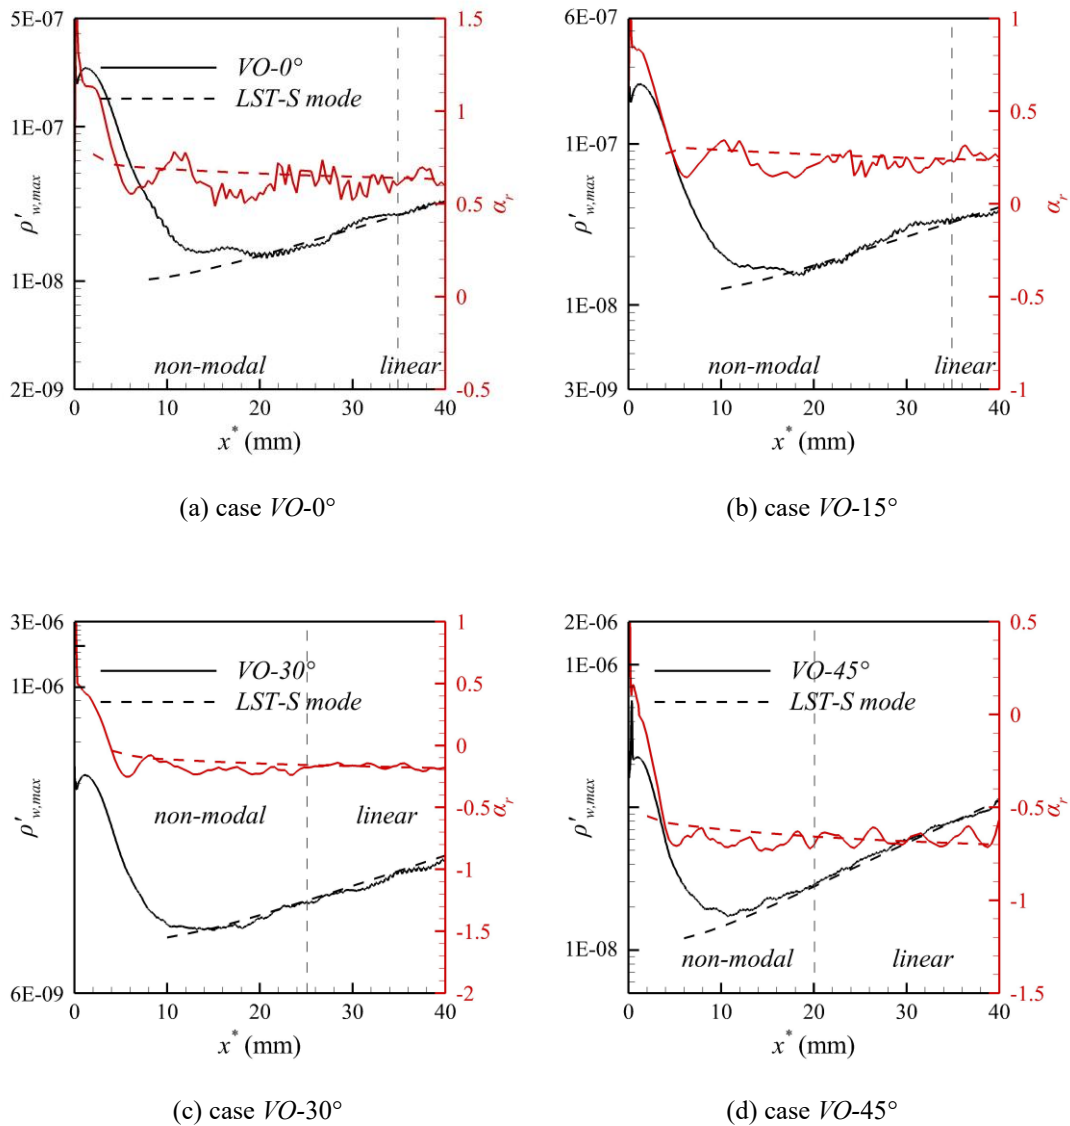 5E-07
1E-07
1E-08
2E-09
ρ'w,max
VO-0°
LST-S mode
non-modal
linear
1.5
1
0.5
0
-0.5
αr
0 10 20 30 40
x* (mm)
(a) case VO-0°
6E-07
1E-07
1E-08
3E-09
ρ'w,max
non-modal
linear
1
0.5
0
-0.5
-1
αr
0 10 20 30 40
x* (mm)
(b) case VO-15°
3E-06
1E-06
6E-09
ρ'w,max
VO-30°
LST-S mode
non-modal
linear
1
0.5
0
-0.5
-1
-1.5
-2
αr
0 10 20 30 40
x* (mm)
(c) case VO-30°
2E-06
1E-06
1E-08
ρ'w,max
VO-45°
LST-S mode
non-modal
linear
0.5
0
-0.5
-1
-1.5
αr
0 10 20 30 40
x* (mm)
(d) case VO-45°